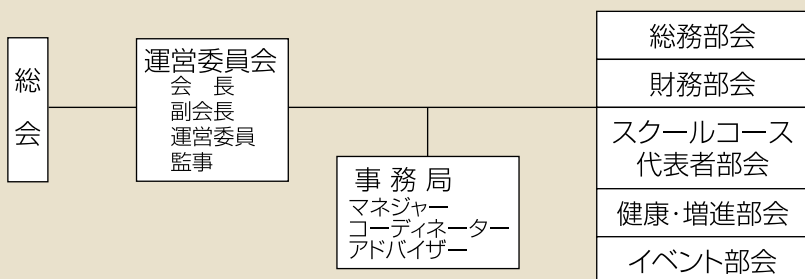 総会
運営委員会
会　長
副会長
運営委員
監事
事 務 局
マネジャー
コーディネーター
アドバイザー
総務部会
財務部会
スクールコース
代表者部会
健康・増進部会
イベント部会